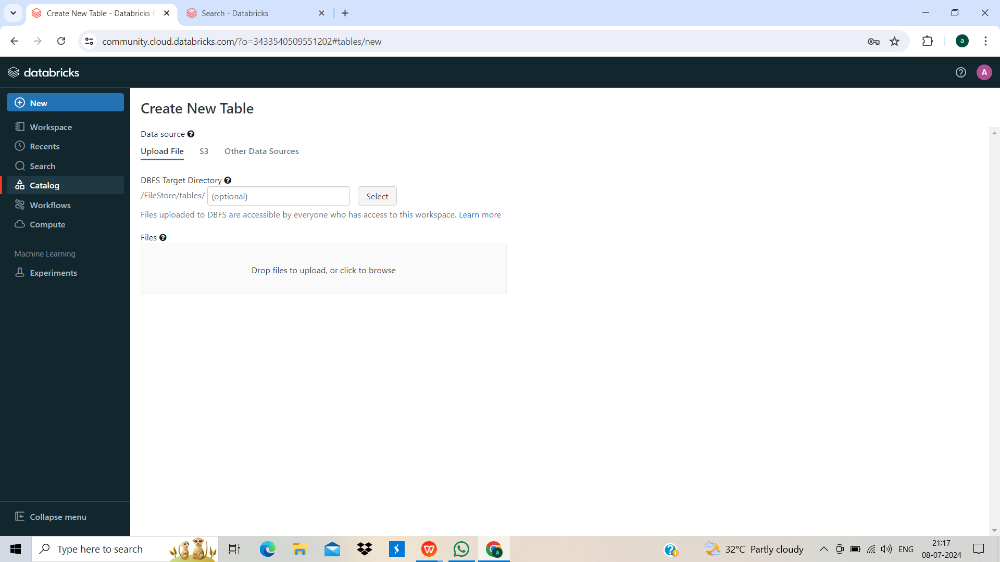 Create New Table - Databricks C
Search - Databricks
community.cloud.databricks.com/?o=3433540509551202#tables/new
a
databricks
A
New
Workspace
Recents
Search
Catalog
Workflows
Compute
Machine Learning
Experiments
Collapse menu
Create New Table
Data source
Upload File S3 Other Data Sources
DBFS Target Directory
/FileStore/tables/ (optional) Select
Files uploaded to DBFS are accessible by everyone who has access to this workspace. Learn more
Files
Drop files to upload, or click to browse
Type here to search
32°C Partly cloudy
ENG
21:17
08-07-2024